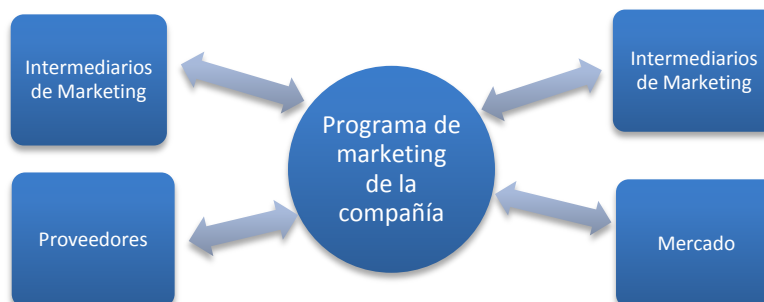 Intermediarios
de Marketing
Intermediarios
de Marketing
Programa de
marketing
de la
compañía
Proveedores
Mercado